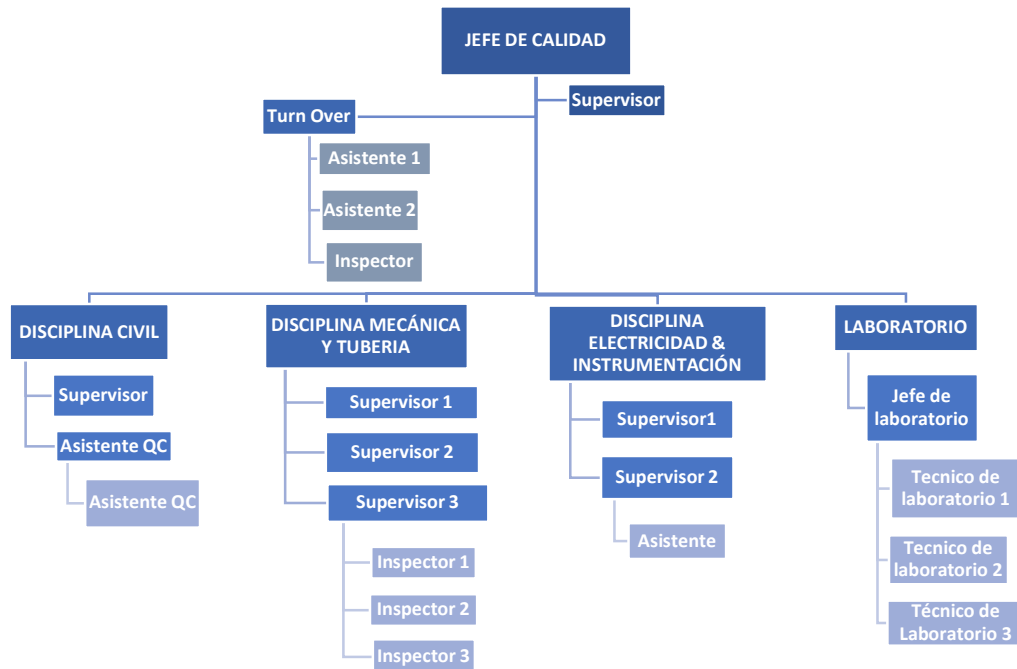 JEFE DE CALIDAD
Supervisor
Turn Over
Asistente 1
Asistente 2
Inspector
DISCIPLINA CIVIL
Supervisor
Asistente QC
Asistente QC
DISCIPLINA MECÁNICA
Y TUBERIA
Supervisor 1
Supervisor 2
Supervisor 3
Inspector 1
Inspector 2
Inspector 3
DISCIPLINA
ELECTRICIDAD &
INSTRUMENTACIÓN
Supervisor1
Supervisor 2
Asistente
LABORATORIO
Jefe de
laboratorio
Tecnico de
laboratorio 1
Tecnico de
laboratorio 2
Técnico de
Laboratorio 3